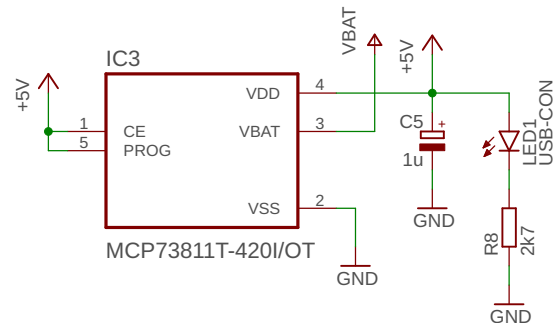 IC3
+5V
1
CE
5
PROG
VDD
4
VBAT
3
VSS
2
MCP73811T-420I/OT
GND
VBAT
+5V
C5
+
1u
GND
LED1
USB-CON
R8
2k7
GND